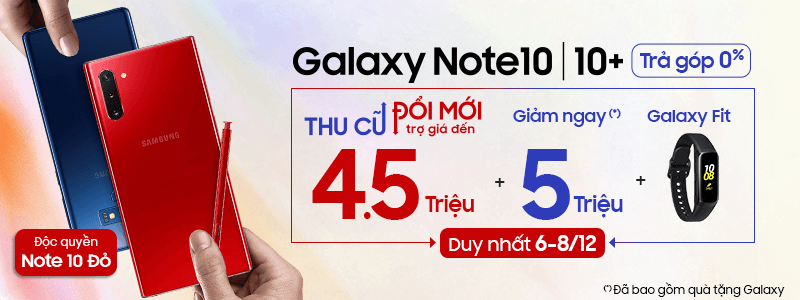 Galaxy Note10 | 10+
Trả góp 0%
THU CŨ ĐỔI MỚI
trợ giá đến
4.5 Triệu
+
Giảm ngay (*)
5 Triệu
+
Galaxy Fit
10
08
SAMSUNG
Độc quyền
Note 10 Đỏ
Duy nhất 6-8/12
(*) Đã bao gồm quà tặng Galaxy